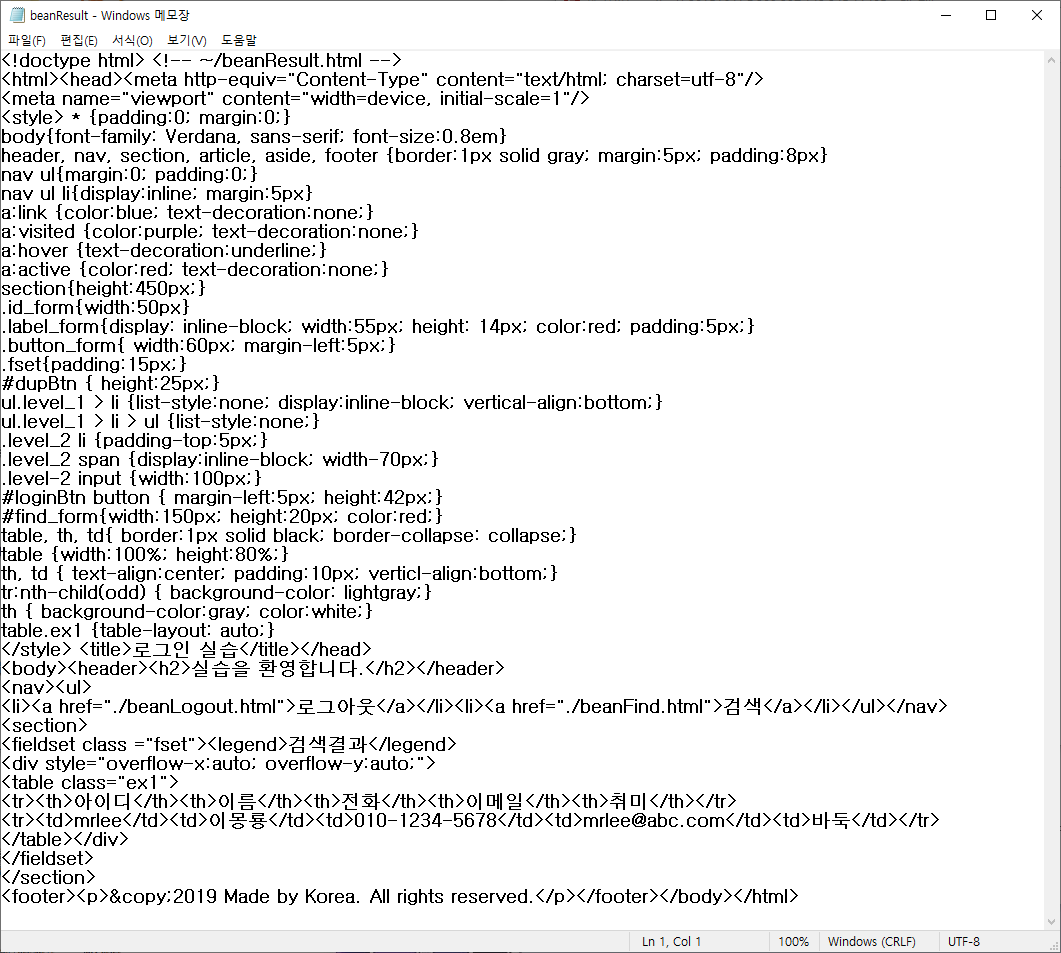 beanResult - Windows 메모장
파일(F) 편집(E) 서식(O) 보기(V) 도움말
<!doctype html> <!-- ~/beanResult.html -->
<html><head><meta http-equiv="Content-Type" content="text/html; charset=utf-8"/>
<meta name="viewport" content="width=device, initial-scale=1"/>
<style> * {padding:0; margin:0;}
body{font-family: Verdana, sans-serif; font-size:0.8em}
header, nav, section, article, aside, footer {border:1px solid gray; margin:5px; padding:8px}
nav ul{margin:0; padding:0;}
nav ul li{display:inline; margin:5px}
a:link {color:blue; text-decoration:none;}
a:visited {color:purple; text-decoration:none;}
a:hover {text-decoration:underline;}
a:active {color:red; text-decoration:none;}
section{height:450px;}
.id_form{width:50px}
.label_form{display: inline-block; width:55px; height: 14px; color:red; padding:5px;}
.button_form{ width:60px; margin-left:5px;}
.fset{padding:15px;}
#dupBtn { height:25px;}
ul.level_1 > li {list-style:none; display:inline-block; vertical-align:bottom;}
ul.level_1 > li > ul {list-style:none;}
.level_2 li {padding-top:5px;}
.level_2 span {display:inline-block; width-70px;}
.level-2 input {width:100px;}
#loginBtn button { margin-left:5px; height:42px;}
#find_form{width:150px; height:20px; color:red;}
table, th, td{ border:1px solid black; border-collapse: collapse;}
table {width:100%; height:80%;}
th, td { text-align:center; padding:10px; verticl-align:bottom;}
tr:nth-child(odd) { background-color: lightgray;}
th { background-color:gray; color:white;}
table.ex1 {table-layout: auto;}
</style> <title>로그인 실습</title></head>
<body><header><h2>실습을 환영합니다.</h2></header>
<nav><ul>
<li><a href="./beanLogout.html">로그아웃</a></li><li><a href="./beanFind.html">검색</a></li></ul></nav>
<section>
<fieldset class ="fset"><legend>검색결과</legend>
<div style="overflow-x:auto; overflow-y:auto;">
<table class="ex1">
<tr><th>아이디</th><th>이름</th><th>전화</th><th>이메일</th><th>취미</th></tr>
<tr><td>mrlee</td><td>이몽룡</td><td>010-1234-5678</td><td>mrlee@abc.com</td><td>바둑</td></tr>
</table></div>
</fieldset>
</section>
<footer><p>&copy;2019 Made by Korea. All rights reserved.</p></footer></body></html>
Ln 1, Col 1 100% Windows (CRLF) UTF-8